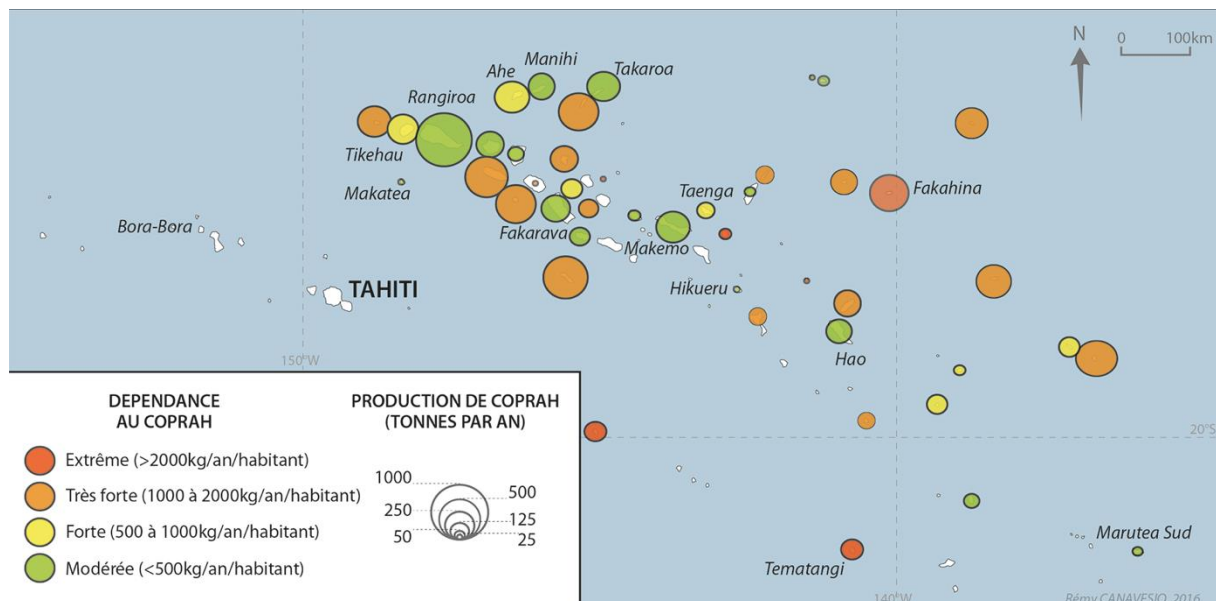 N
0 100km
Manihi
Ahe
Takaroa
Rangiroa
Tikehau
Makatea
Taenga
Fakahina
Bora-Bora
Fakarava
Makemo
TAHITI
Hikueru
150°W
Hao
DEPENDANCE
AU COPRAH
Extrême (>2000kg/an/habitant)
Très forte (1000 à 2000kg/an/habitant)
Forte (500 à 1000kg/an/habitant)
Modérée (<500kg/an/habitant)
PRODUCTION DE COPRAH
(TONNES PAR AN)
1000
500
250
125
50
25
20°S
Marutea Sud
Tematangi
140°W
Rémy CANAVESIO, 2016